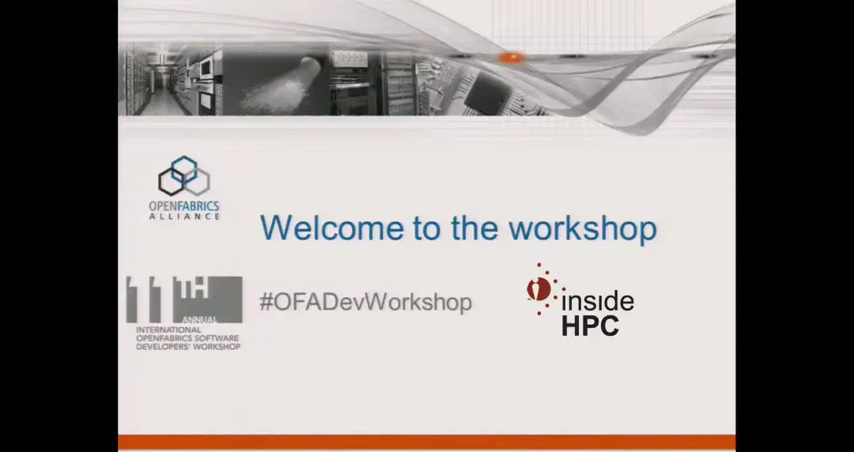 OPENFABRICS
ALLIANCE
Welcome to the workshop
11TH
ANNUAL
INTERNATIONAL
OPENFABRICS SOFTWARE
DEVELOPERS' WORKSHOP
#OFADevWorkshop
inside
HPC